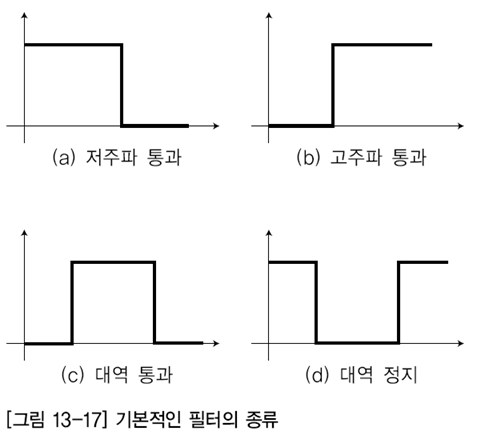 (a) 저주파 통과
(b) 고주파 통과
(c) 대역 통과
(d) 대역 정지
[그림 13-17] 기본적인 필터의 종류